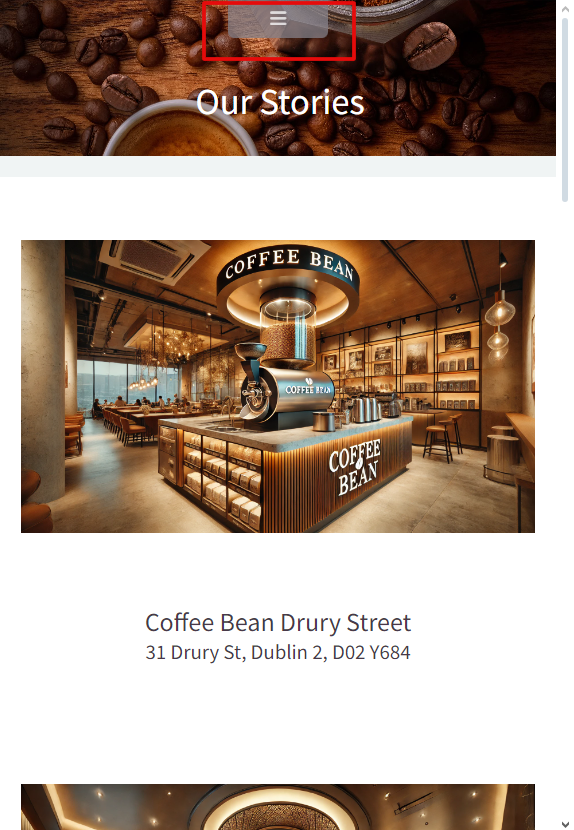 Our Stories
COFFEE BEAN
COFFEE BEAN
COFFEE
BEAN
Coffee Bean Drury Street
31 Drury St, Dublin 2, D02 Y684